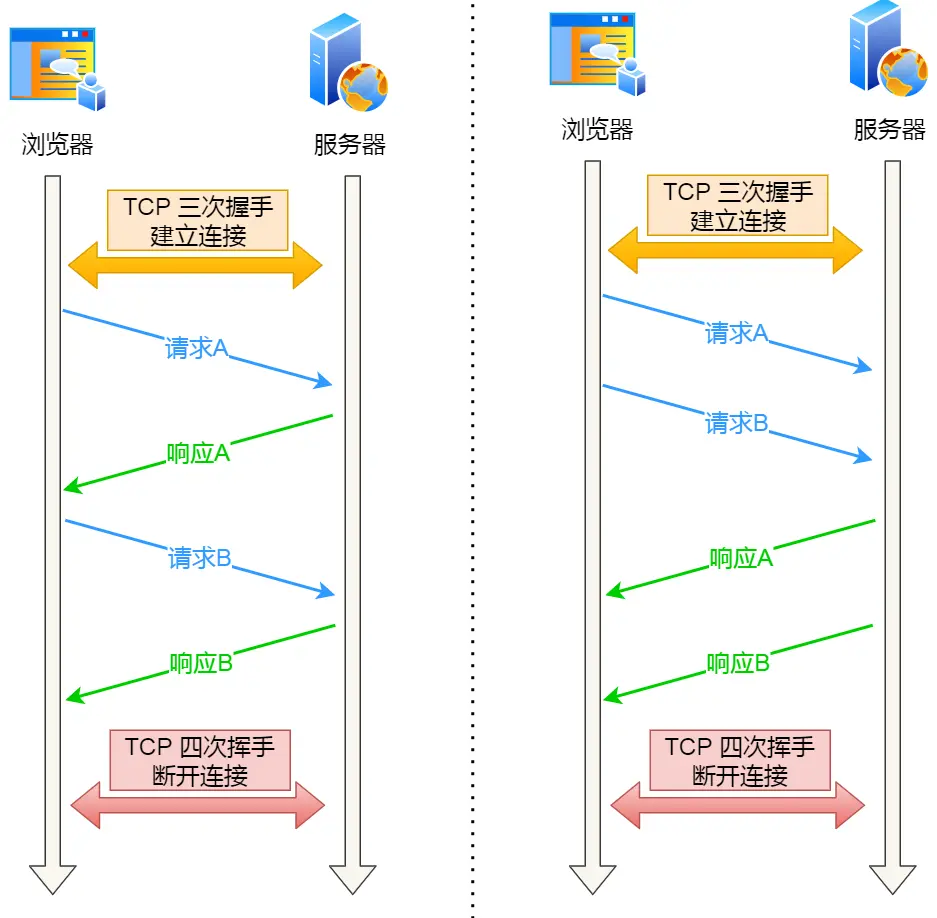 浏览器
服务器
TCP 三次握手
建立连接
请求A
响应A
请求B
响应B
TCP 四次挥手
断开连接
浏览器
服务器
TCP 三次握手
建立连接
请求A
请求B
响应A
响应B
TCP 四次挥手
断开连接